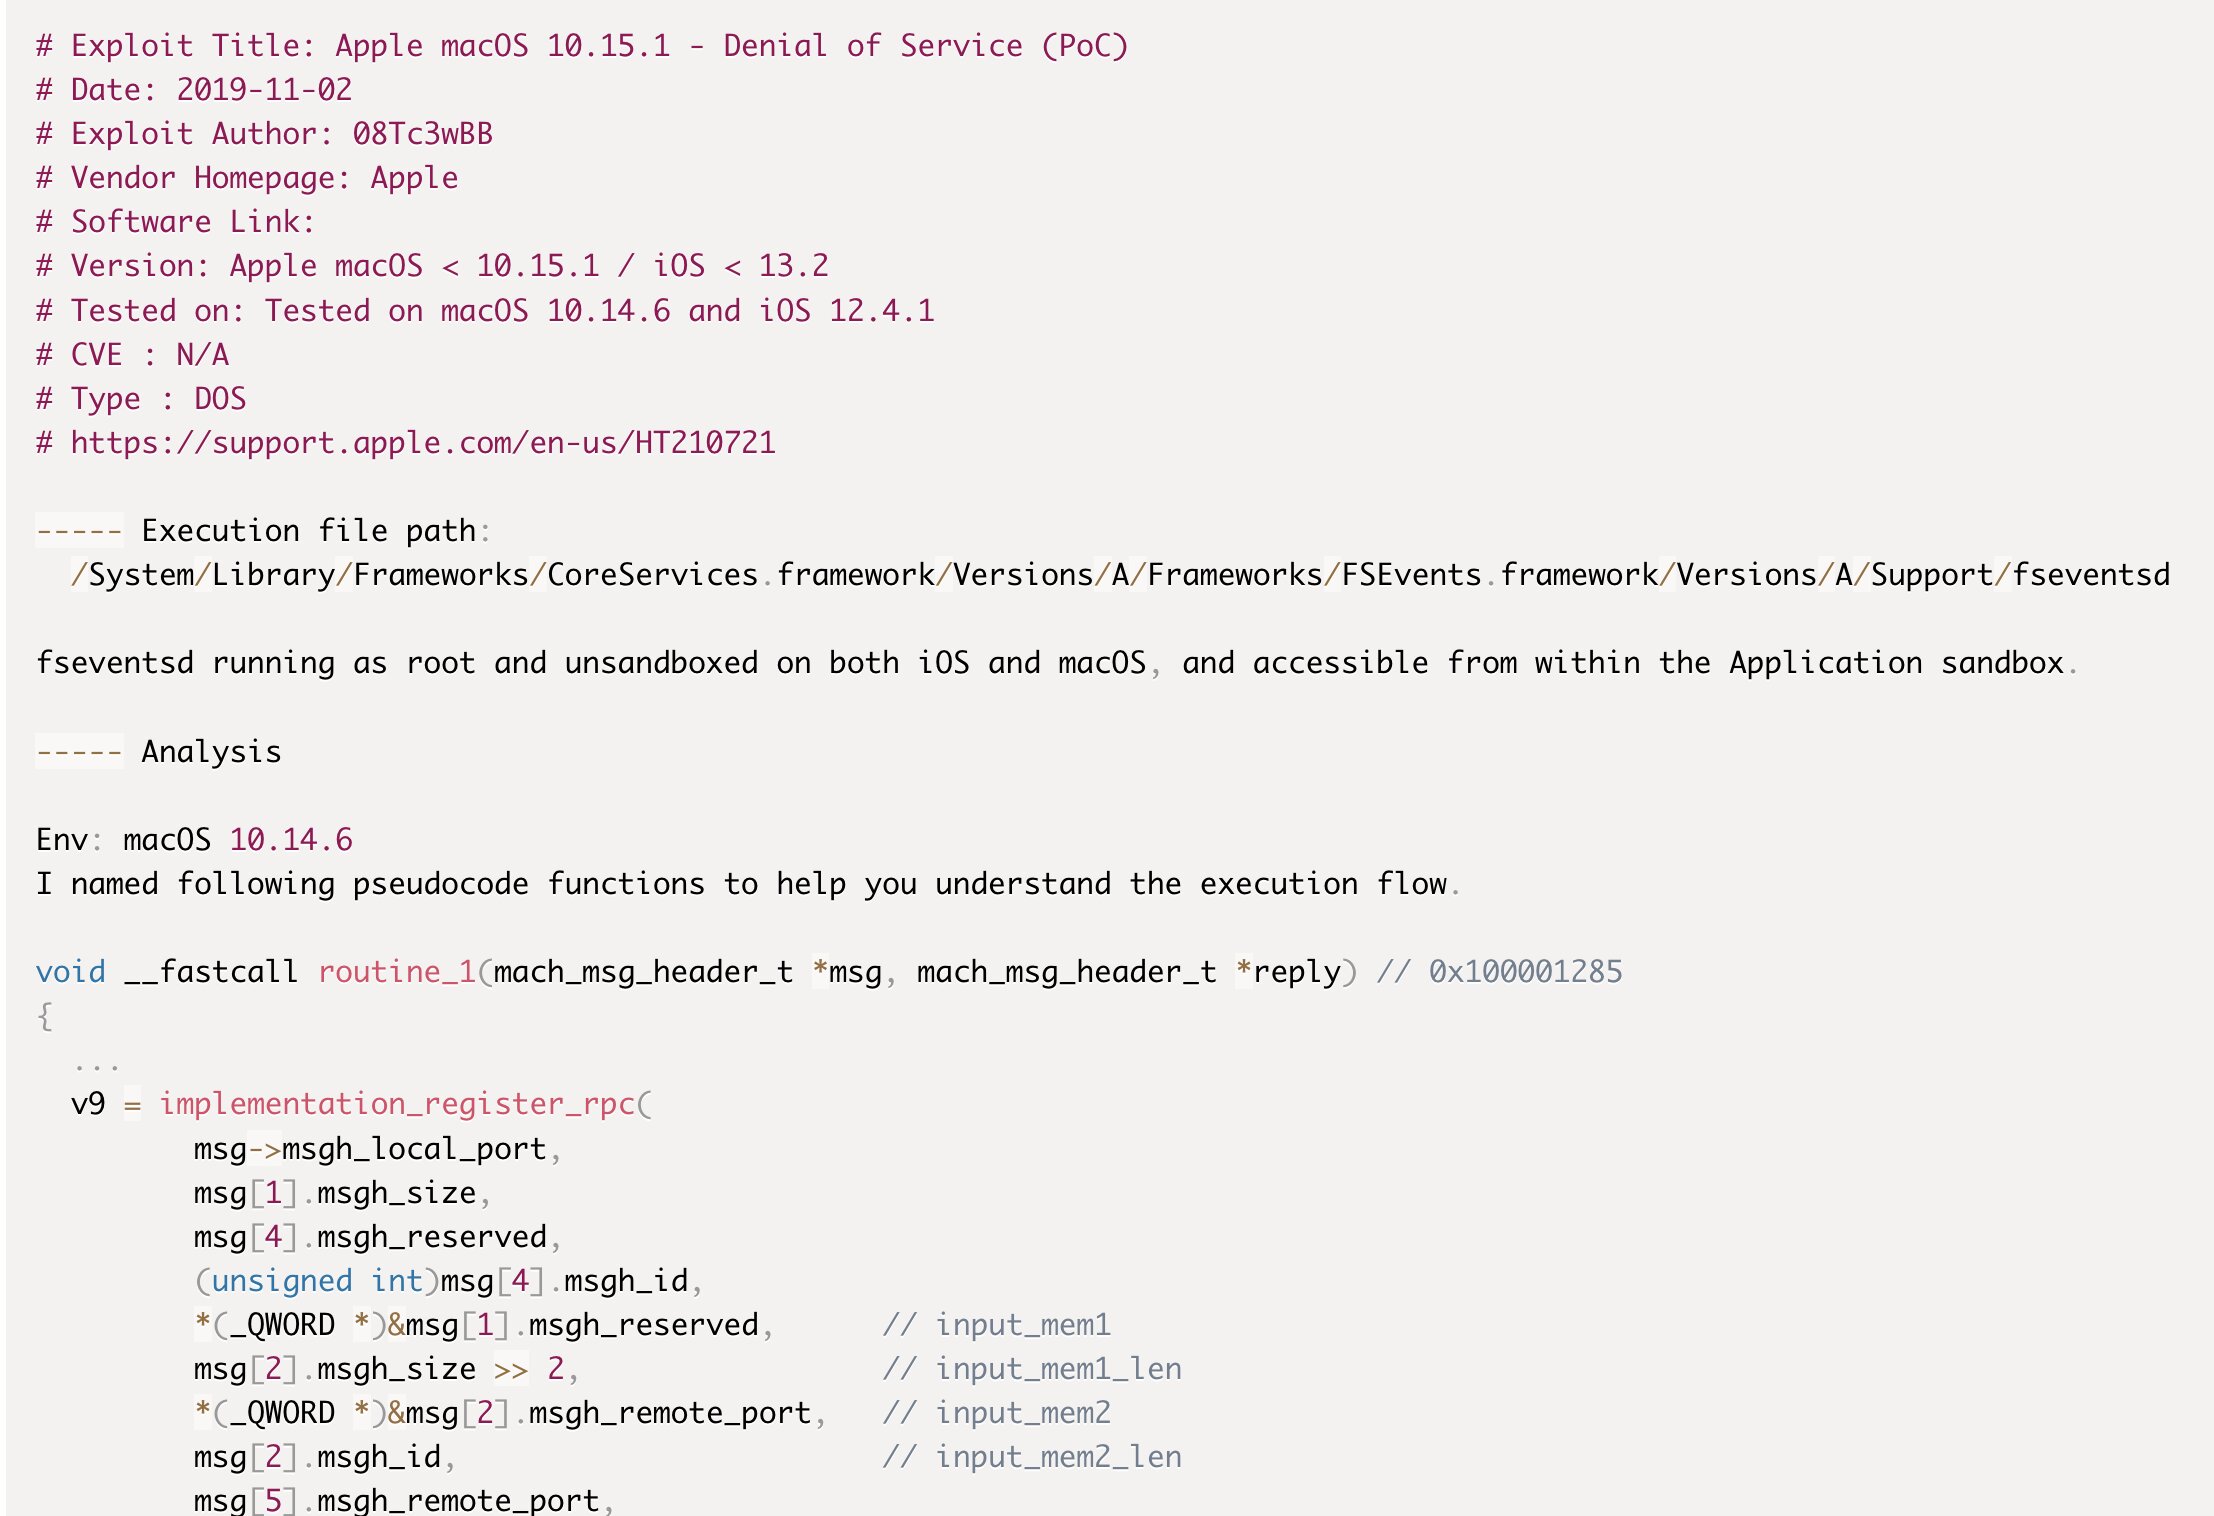 # Exploit Title: Apple macOS 10.15.1 - Denial of Service (PoC)
# Date: 2019-11-02
# Exploit Author: 08Tc3wBB
# Vendor Homepage: Apple
# Software Link:
# Version: Apple macOS < 10.15.1 / iOS < 13.2
# Tested on: Tested on macOS 10.14.6 and iOS 12.4.1
# CVE : N/A
# Type : DOS
# https://support.apple.com/en-us/HT210721

----- Execution file path:
  /System/Library/Frameworks/CoreServices.framework/Versions/A/Frameworks/FSEvents.framework/Versions/A/Support/fseventsd

fseventsd running as root and unsandboxed on both iOS and macOS, and accessible from within the Application sandbox.

----- Analysis

Env: macOS 10.14.6
I named following pseudocode functions to help you understand the execution flow.

void __fastcall routine_1(mach_msg_header_t *msg, mach_msg_header_t *reply) // 0x100001285
{
  ...
  v9 = implementation_register_rpc(
         msg->msgh_local_port,
         msg[1].msgh_size,
         msg[4].msgh_reserved,
         (unsigned int)msg[4].msgh_id,
         *(_QWORD *)&msg[1].msgh_reserved,      // input_mem1
         msg[2].msgh_size >> 2,                 // input_mem1_len
         *(_QWORD *)&msg[2].msgh_remote_port,   // input_mem2
         msg[2].msgh_id,                        // input_mem2_len
         msg[5].msgh_remote_port,